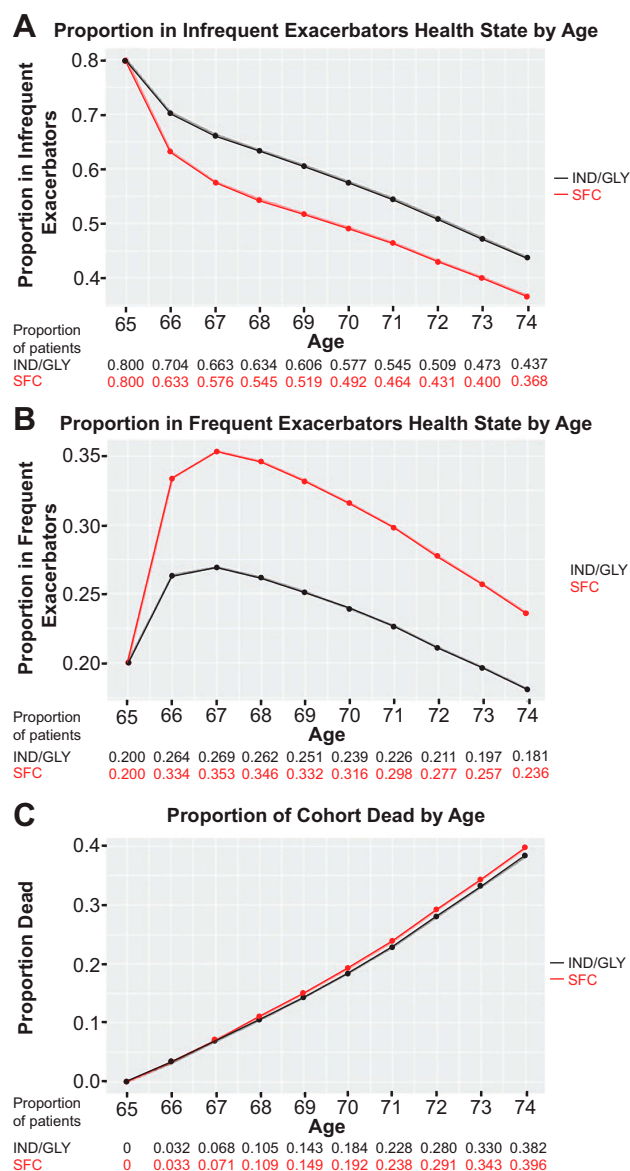 A Proportion in Infrequent Exacerbators Health State by Age
Proportion in Infrequent
Exacerbators
0.8
0.7
0.6
0.5
0.4
IND/GLY
SFC
65 66 67 68 69 70 71 72 73 74
Age
Proportion
of patients
IND/GLY 0.800 0.704 0.663 0.634 0.606 0.577 0.545 0.509 0.473 0.437
SFC 0.800 0.633 0.576 0.545 0.519 0.492 0.464 0.431 0.400 0.368
B Proportion in Frequent Exacerbators Health State by Age
Proportion in Frequent
Exacerbators
0.35
0.30
0.25
0.20
IND/GLY
SFC
65 66 67 68 69 70 71 72 73 74
Age
Proportion
of patients
IND/GLY 0.200 0.264 0.269 0.262 0.251 0.239 0.226 0.211 0.197 0.181
SFC 0.200 0.334 0.353 0.346 0.332 0.316 0.298 0.277 0.257 0.236
C Proportion of Cohort Dead by Age
Proportion Dead
0.4
0.3
0.2
0.1
0.0
IND/GLY
SFC
65 66 67 68 69 70 71 72 73 74
Age
Proportion
of patients
IND/GLY 0 0.032 0.068 0.105 0.143 0.184 0.228 0.280 0.330 0.382
SFC 0 0.033 0.071 0.109 0.149 0.192 0.238 0.291 0.343 0.396